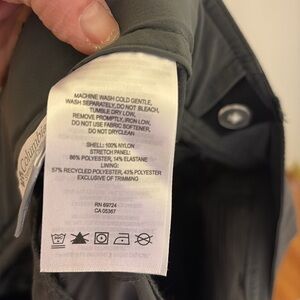 Columbia
MACHINE WASH COLD GENTLE,
WASH SEPARATELY, DO NOT BLEACH,
TUMBLE DRY LOW,
REMOVE PROMPTLY, IRON LOW,
DO NOT USE FABRIC SOFTENER,
DO NOT DRYCLEAN
SHELL: 100% NYLON
STRETCH PANEL:
86% POLYESTER, 14% ELASTANE
LINING:
57% RECYCLED POLYESTER, 43% POLYESTER
EXCLUSIVE OF TRIMMING
RN 69724
CA 05367